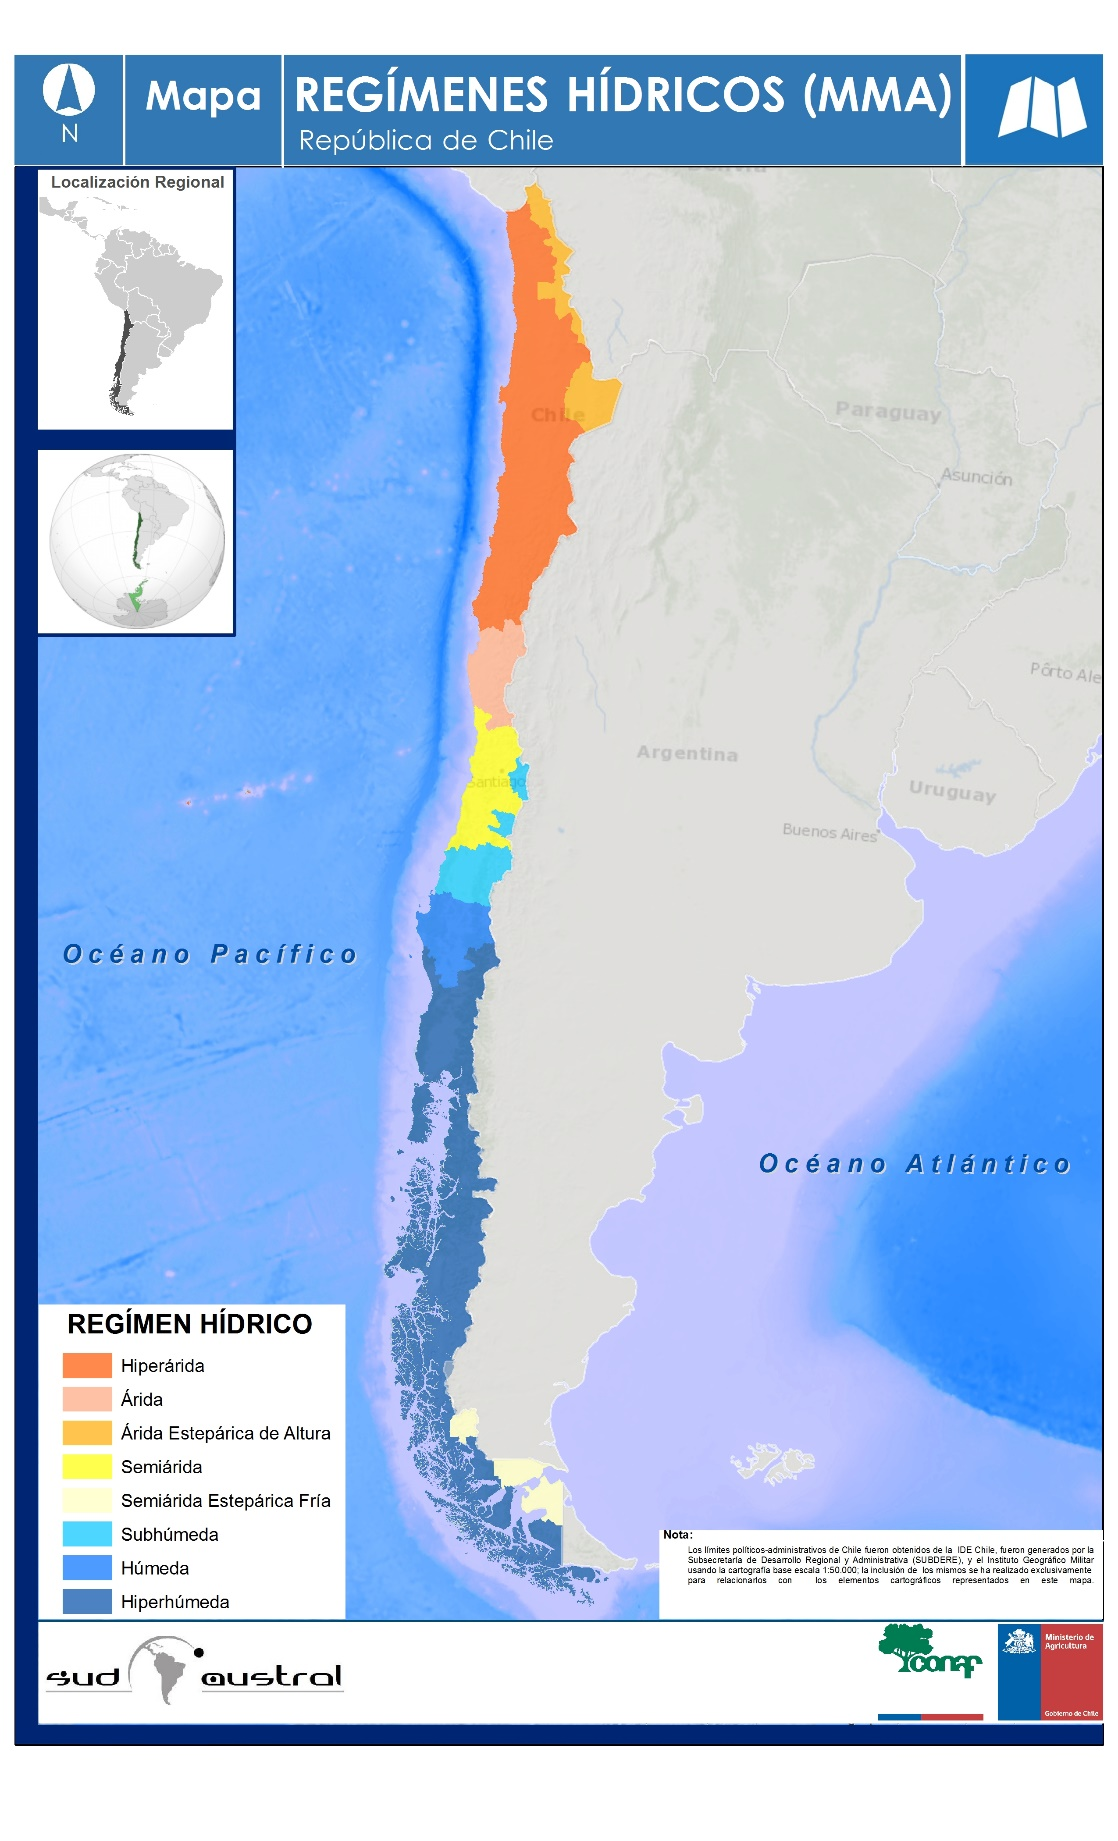 N
Mapa
REGÍMENES HÍDRICOS (MMA)
República de Chile
Localización Regional
Bolivia
Chile
Paraguay
Asunción
Pôrto Ale
Argentina
Santiago
Uruguay
Buenos Aires
Océano Pacífico
Océano Atlántico
REGÍMEN HÍDRICO
Hiperárida
Árida
Árida Estepárica de Altura
Semiárida
Semiárida Estepárica Fría
Subhúmeda
Húmeda
Hiperhúmeda
Nota:
Los límites políticos-administrativos de Chile fueron obtenidos de la IDE Chile, fueron generados por la
Subsecretaría de Desarrollo Regional y Administrativa (SUBDERE), y el Instituto Geográfico Militar
usando la cartografía base escala 1:50.000; la inclusión de los mismos se ha realizado exclusivamente
para relacionarlos con los elementos cartográficos representados en este mapa.
sud austral
conaf
Ministerio de
Agricultura
Gobierno de Chile